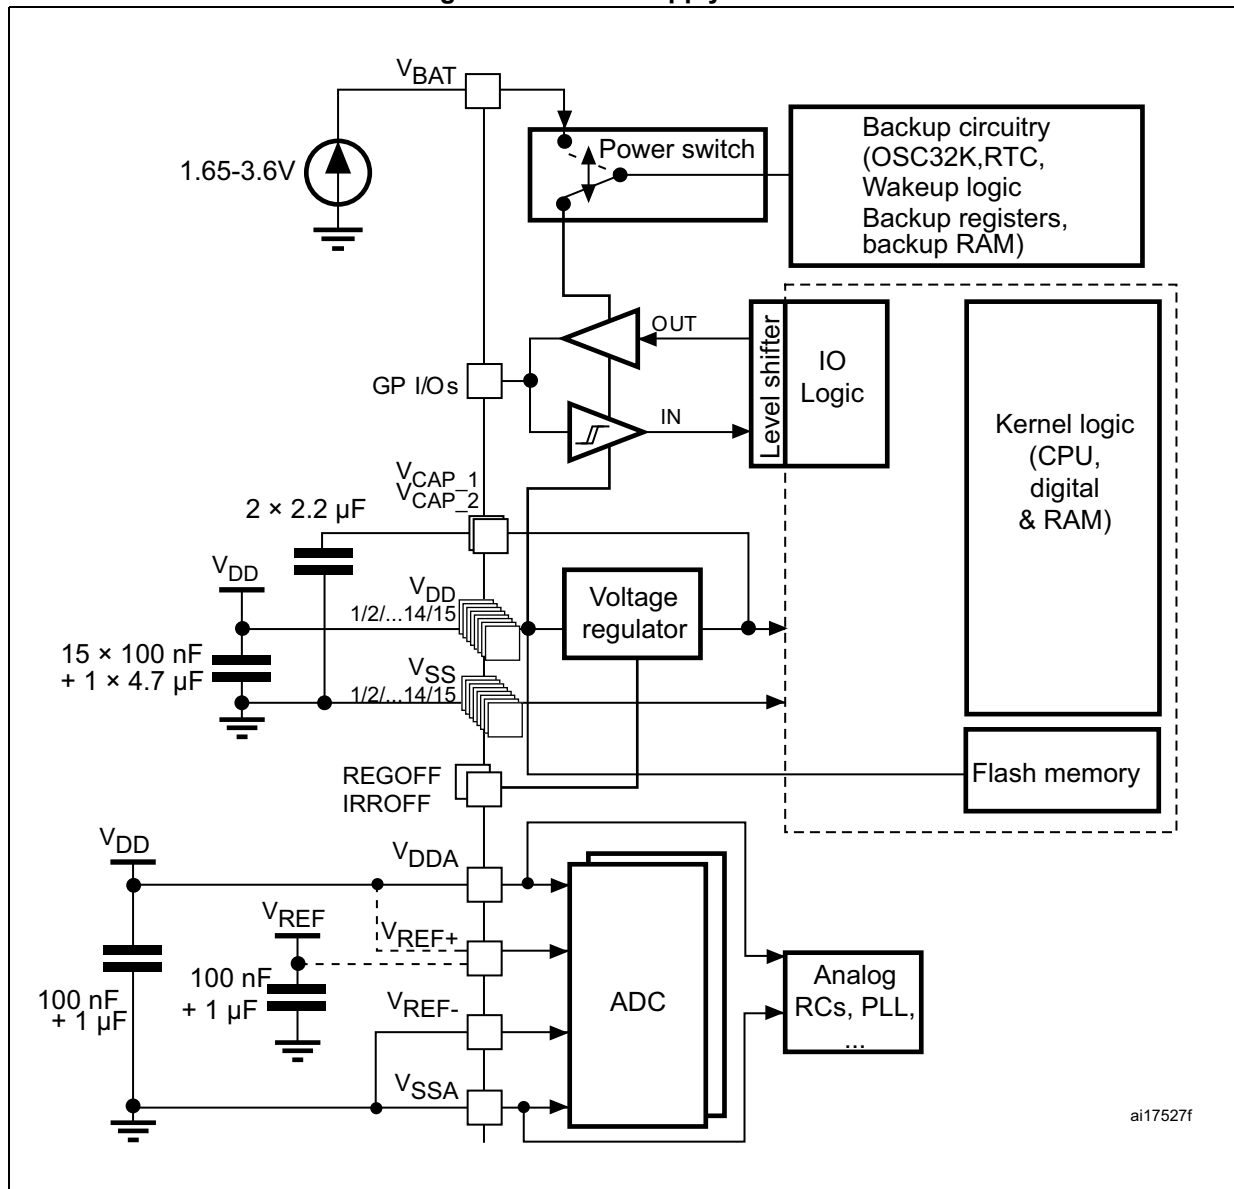 VBAT
1.65-3.6V
Power switch
Backup circuitry
(OSC32K,RTC,
Wakeup logic
Backup registers,
backup RAM)
OUT
GP I/Os
IN
Level shifter
IO
Logic
Kernel logic
(CPU,
digital
& RAM)
VCAP_1
VCAP_2
2 × 2.2 µF
VDD
VDD
1/2/...14/15
Voltage
regulator
15 × 100 nF
+ 1 × 4.7 µF
VSS
1/2/...14/15
REGOFF
IRROFF
Flash memory
VDD
VDDA
VREF
VREF+
100 nF
+ 1 µF
100 nF
+ 1 µF
VREF-
VSSA
ADC
Analog
RCs, PLL,
...
ai17527f